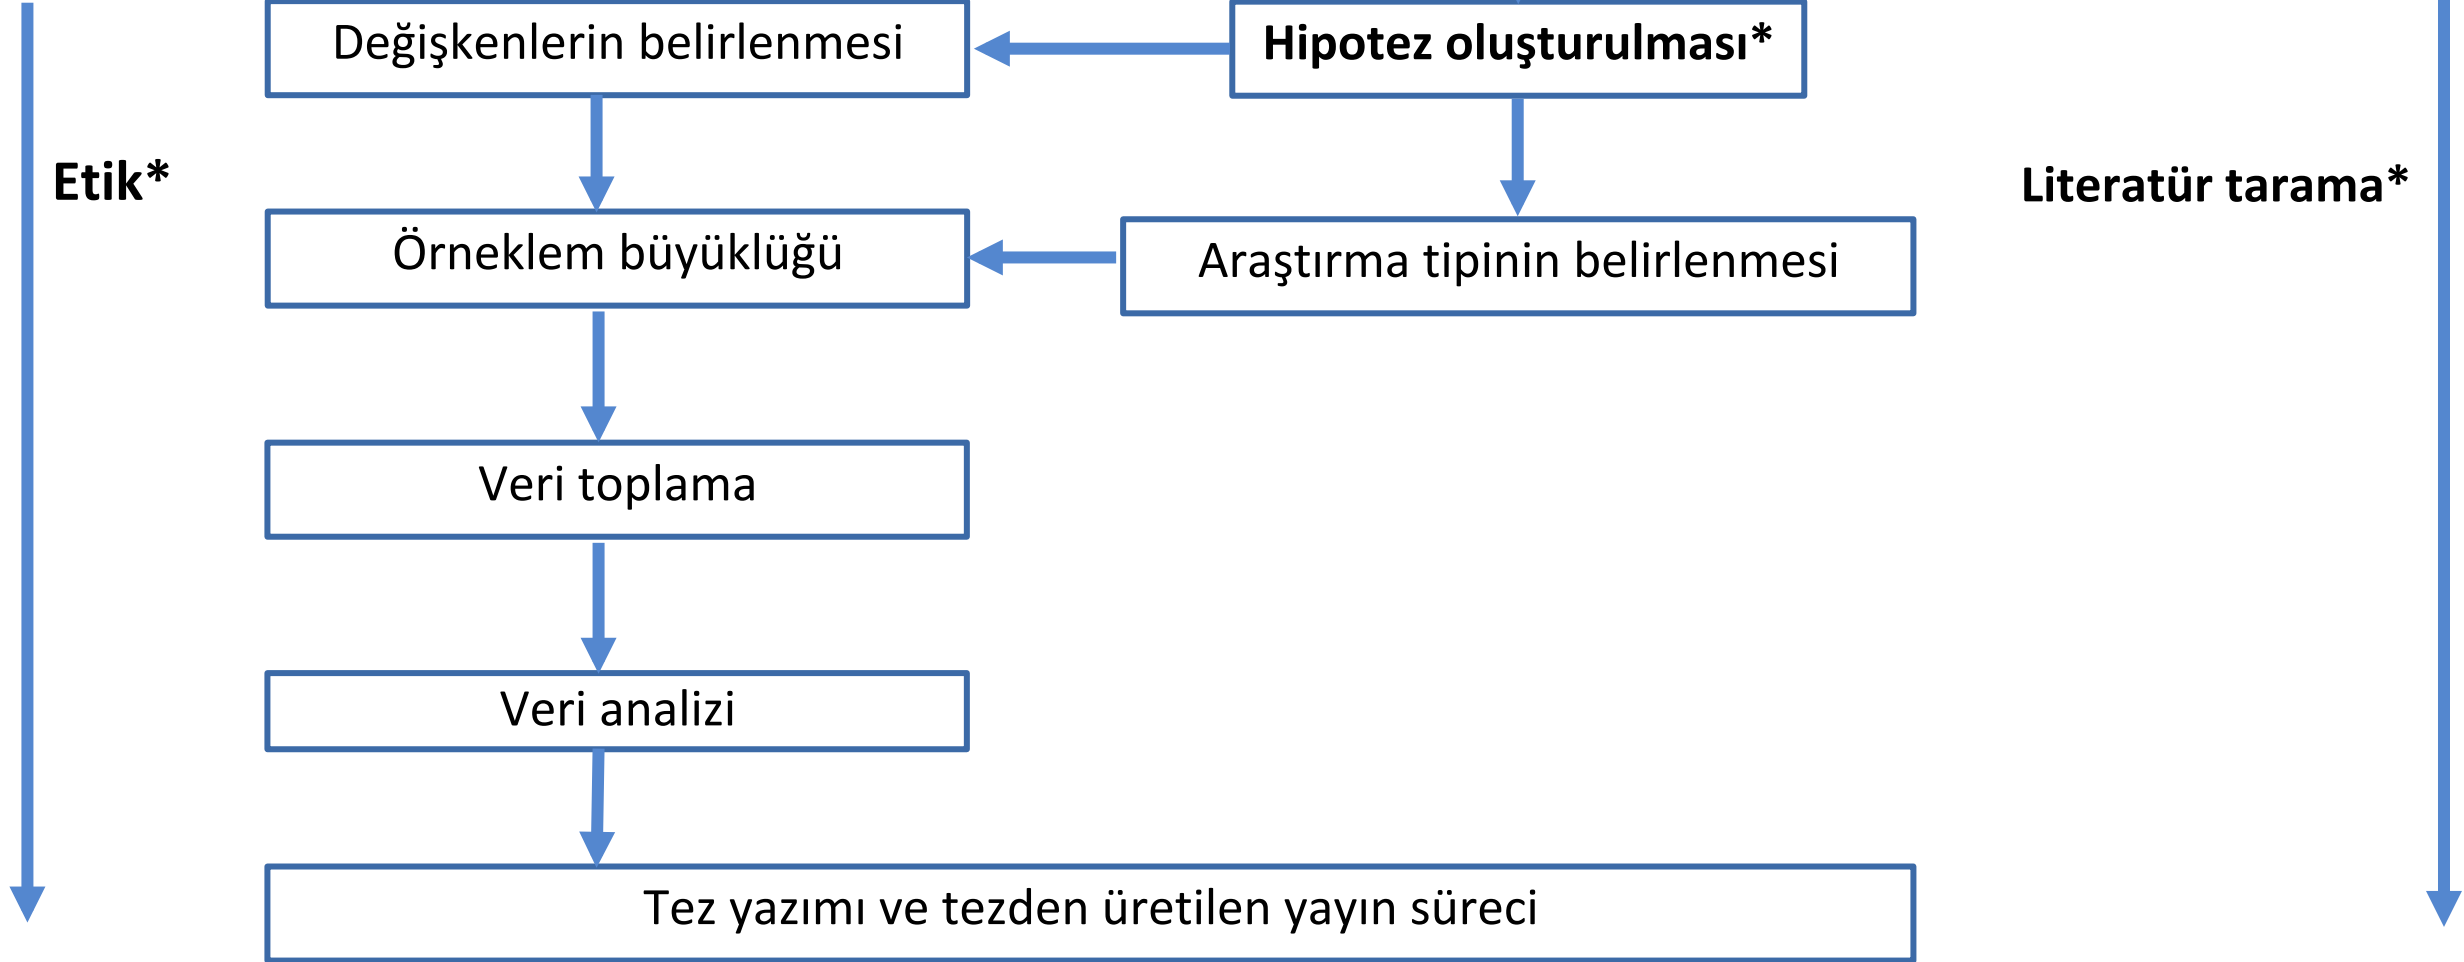 Değişkenlerin belirlenmesi
Hipotez oluşturulması*
Etik*
Literatür tarama*
Örneklem büyüklüğü
Araştırma tipinin belirlenmesi
Veri toplama
Veri analizi
Tez yazımı ve tezden üretilen yayın süreci